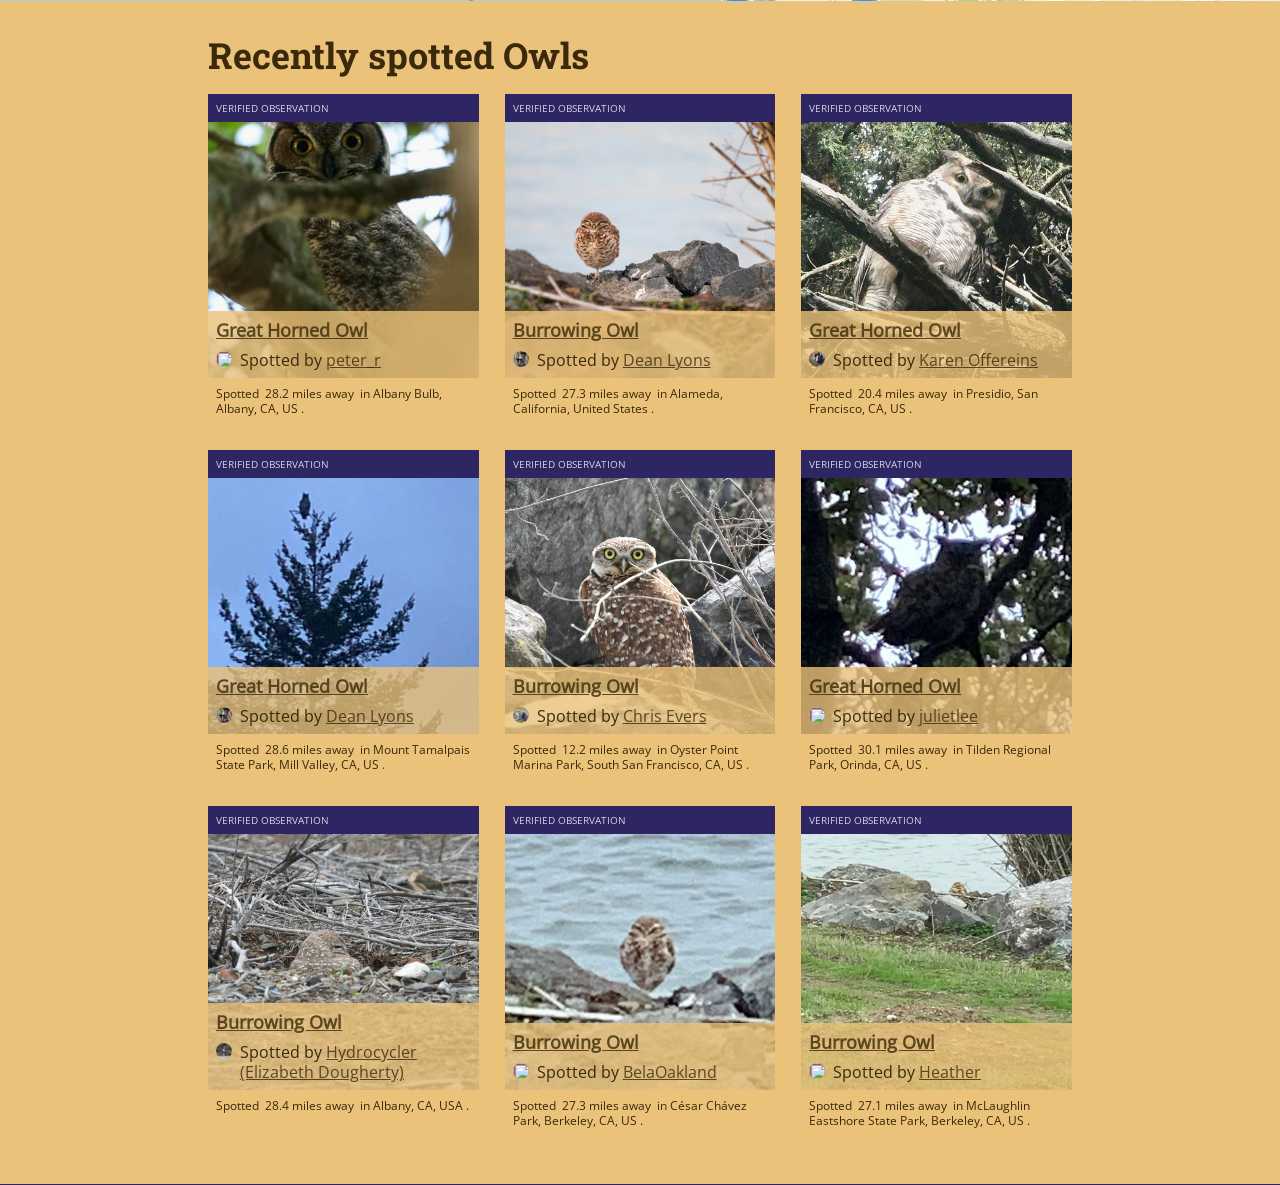 Recently spotted Owls
VERIFIED OBSERVATION
Great Horned Owl
Spotted by peter_r
Spotted 28.2 miles away in Albany Bulb,
Albany, CA, US .
VERIFIED OBSERVATION
Burrowing Owl
Spotted by Dean Lyons
Spotted 27.3 miles away in Alameda,
California, United States .
VERIFIED OBSERVATION
Great Horned Owl
Spotted by Karen Offereins
Spotted 20.4 miles away in Presidio, San
Francisco, CA, US .
VERIFIED OBSERVATION
Great Horned Owl
Spotted by Dean Lyons
Spotted 28.6 miles away in Mount Tamalpais
State Park, Mill Valley, CA, US .
VERIFIED OBSERVATION
Burrowing Owl
Spotted by Chris Evers
Spotted 12.2 miles away in Oyster Point
Marina Park, South San Francisco, CA, US .
VERIFIED OBSERVATION
Great Horned Owl
Spotted by julietlee
Spotted 30.1 miles away in Tilden Regional
Park, Orinda, CA, US .
VERIFIED OBSERVATION
Burrowing Owl
Spotted by Hydrocycler
(Elizabeth Dougherty)
Spotted 28.4 miles away in Albany, CA, USA .
VERIFIED OBSERVATION
Burrowing Owl
Spotted by BelaOakland
Spotted 27.3 miles away in César Chávez
Park, Berkeley, CA, US .
VERIFIED OBSERVATION
Burrowing Owl
Spotted by Heather
Spotted 27.1 miles away in McLaughlin
Eastshore State Park, Berkeley, CA, US .